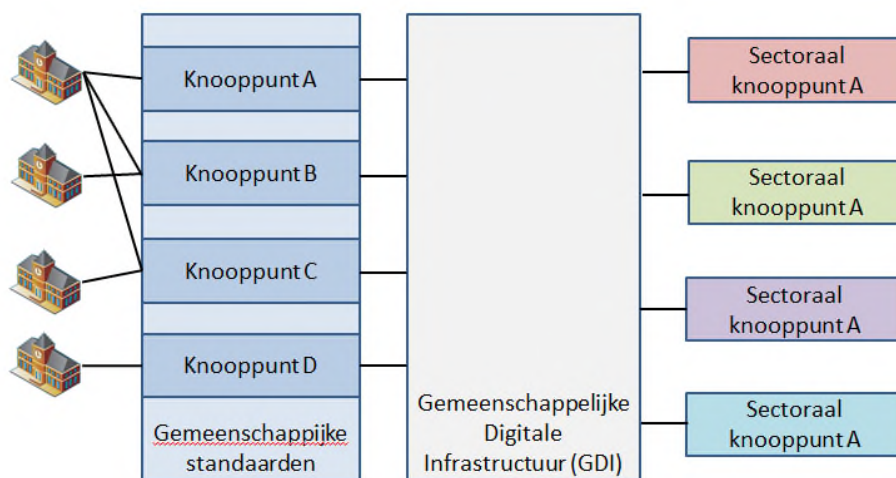 Knooppunt A
Knooppunt B
Knooppunt C
Knooppunt D
Gemeenschappijke
standaarden
Gemeenschappelijke
Digitale
Infrastructuur (GDI)
Sectoraal
knooppunt A
Sectoraal
knooppunt A
Sectoraal
knooppunt A
Sectoraal
knooppunt A